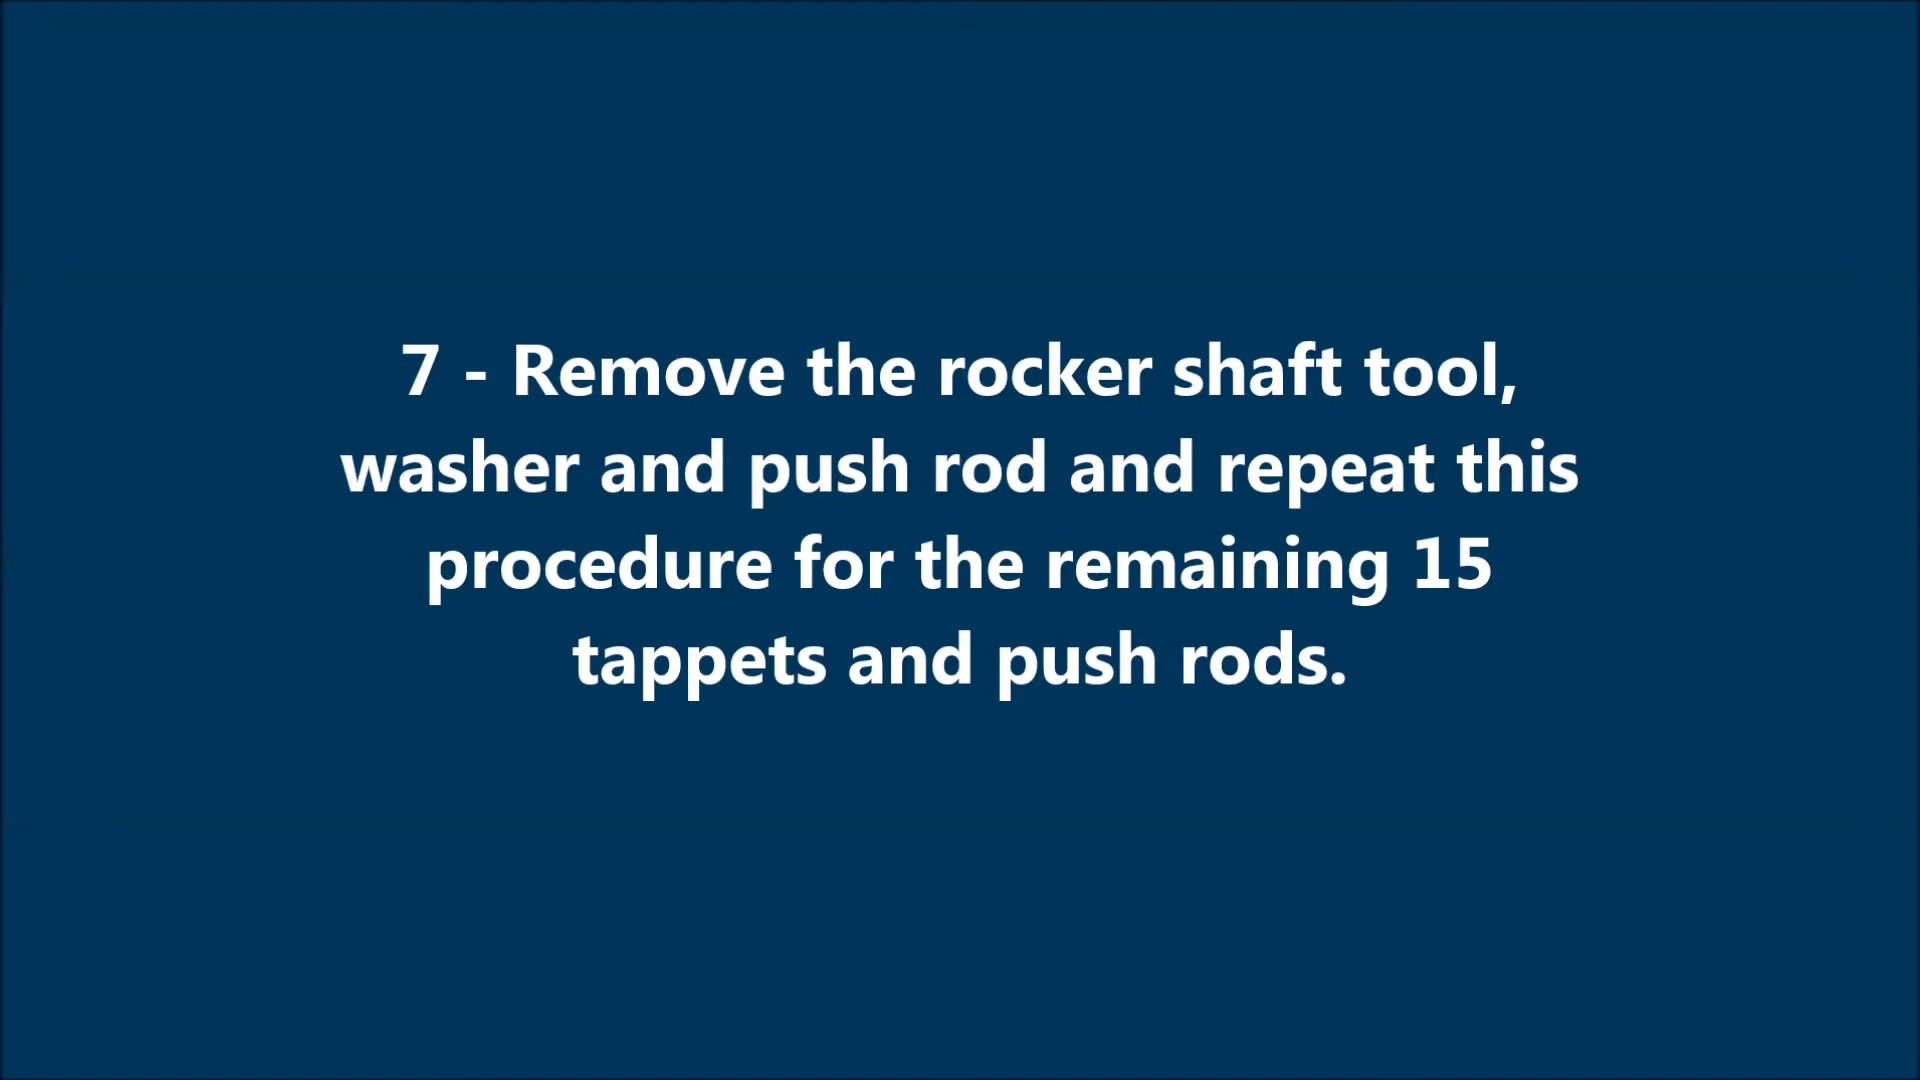 7 - Remove the rocker shaft tool,
washer and push rod and repeat this
procedure for the remaining 15
tappets and push rods.